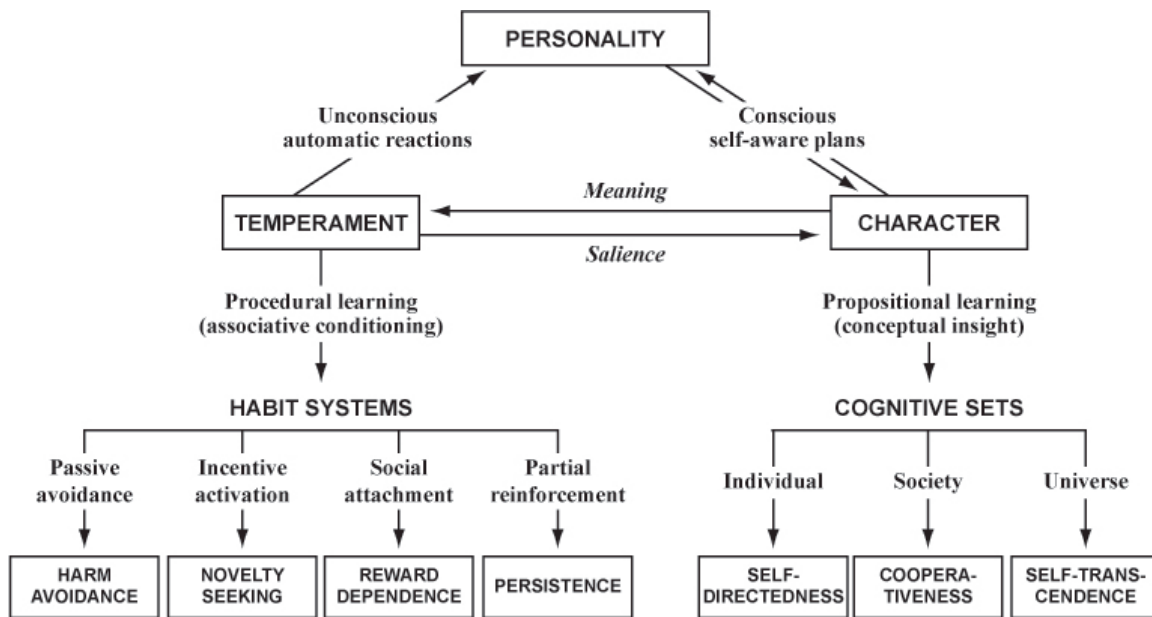 PERSONALITY
Unconscious
automatic reactions
Conscious
self-aware plans
Meaning
TEMPERAMENT
CHARACTER
Salience
Procedural learning
(associative conditioning)
Propositional learning
(conceptual insight)
HABIT SYSTEMS
COGNITIVE SETS
Passive
avoidance
Incentive
activation
Social
attachment
Partial
reinforcement
Individual
Society
Universe
HARM
AVOIDANCE
NOVELTY
SEEKING
REWARD
DEPENDENCE
PERSISTENCE
SELF-
DIRECTEDNESS
COOPERA-
TIVENESS
SELF-TRANS-
CENDENCE